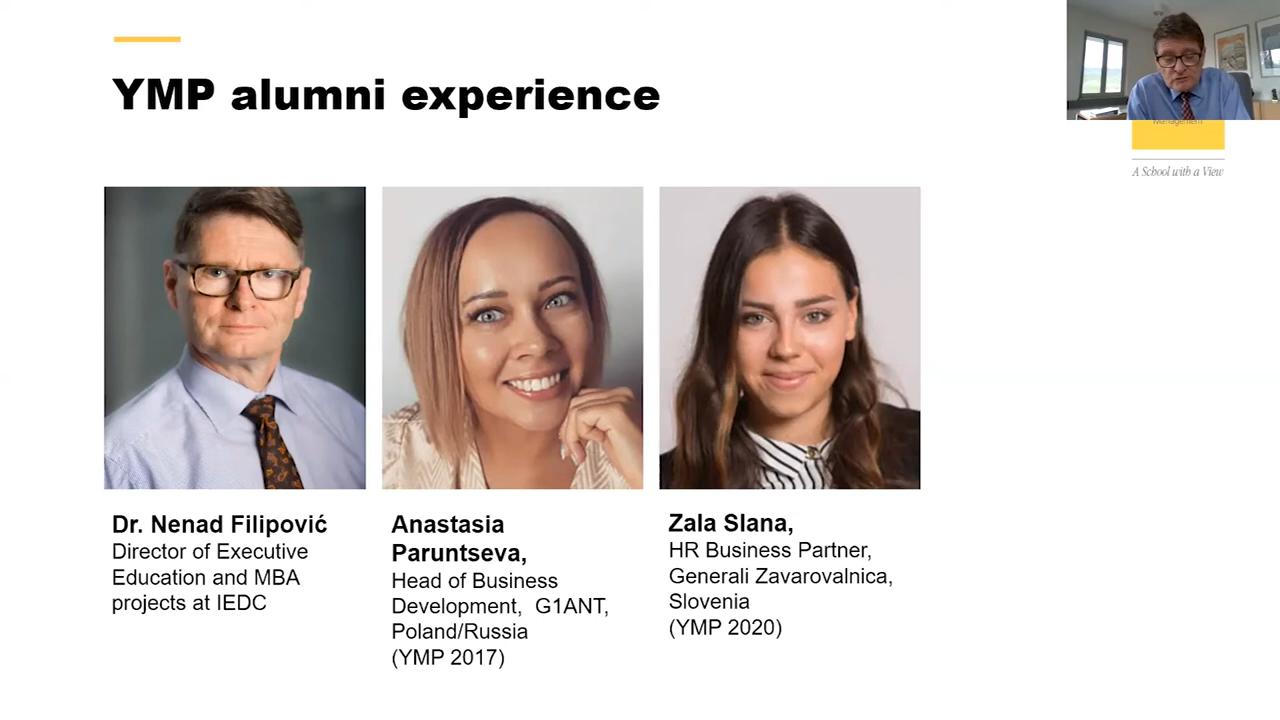 YMP alumni experience
Management
A School with a View
Dr. Nenad Filipović
Director of Executive
Education and MBA
projects at IEDC
Anastasia
Paruntseva,
Head of Business
Development, G1ANT,
Poland/Russia
(YMP 2017)
Zala Slana,
HR Business Partner,
Generali Zavarovalnica,
Slovenia
(YMP 2020)